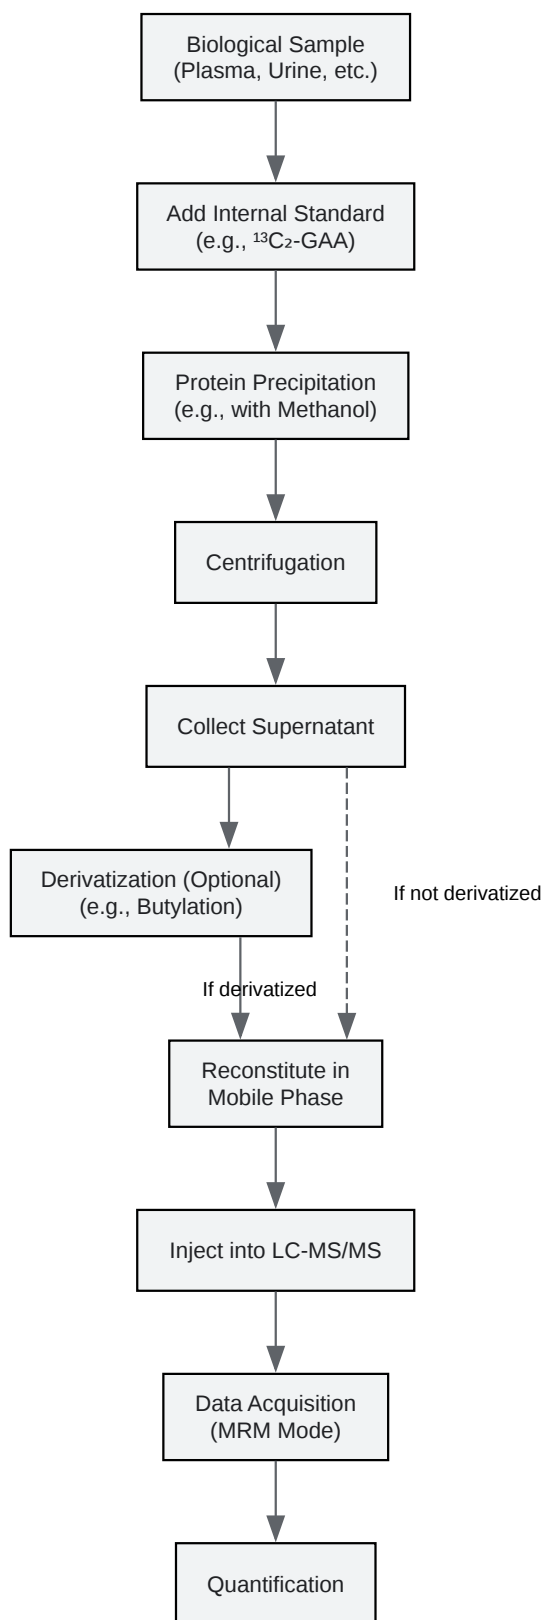 Biological Sample
(Plasma, Urine, etc.)
Add Internal Standard
(e.g., ¹³C₂-GAA)
Protein Precipitation
(e.g., with Methanol)
Centrifugation
Collect Supernatant
Derivatization (Optional)
(e.g., Butylation)
If not derivatized
If derivatized
Reconstitute in
Mobile Phase
Inject into LC-MS/MS
Data Acquisition
(MRM Mode)
Quantification